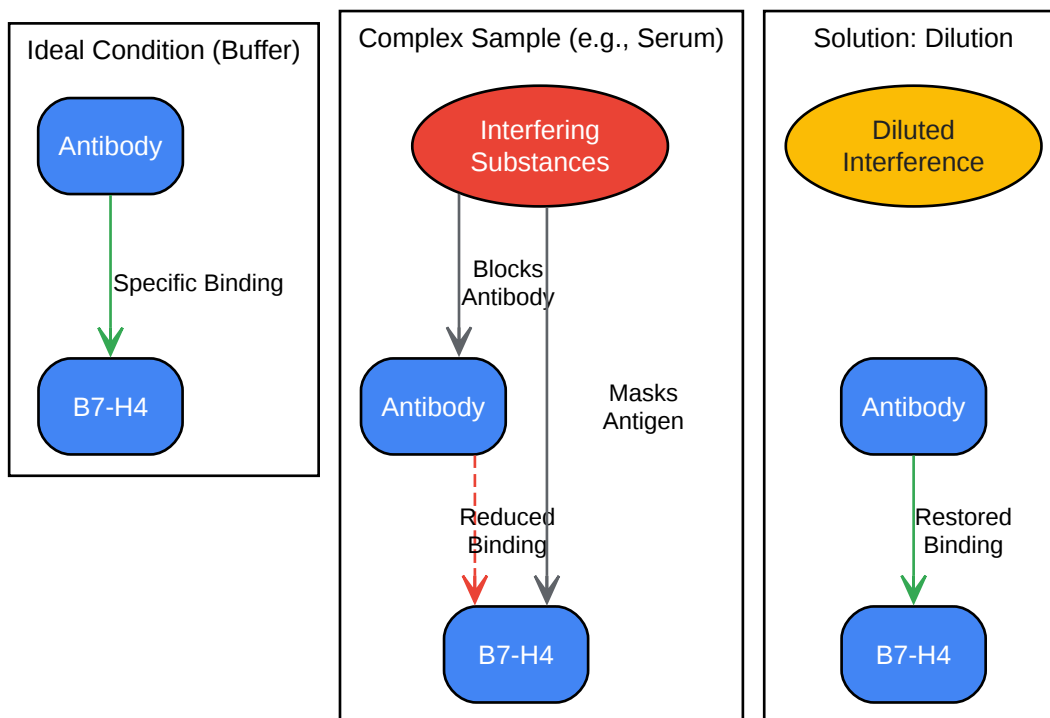 Ideal Condition (Buffer)
Antibody
Specific Binding
B7-H4
Complex Sample (e.g., Serum)
Interfering
Substances
Blocks
Antibody
Antibody
Masks
Antigen
Reduced
Binding
B7-H4
Solution: Dilution
Diluted
Interference
Antibody
Restored
Binding
B7-H4